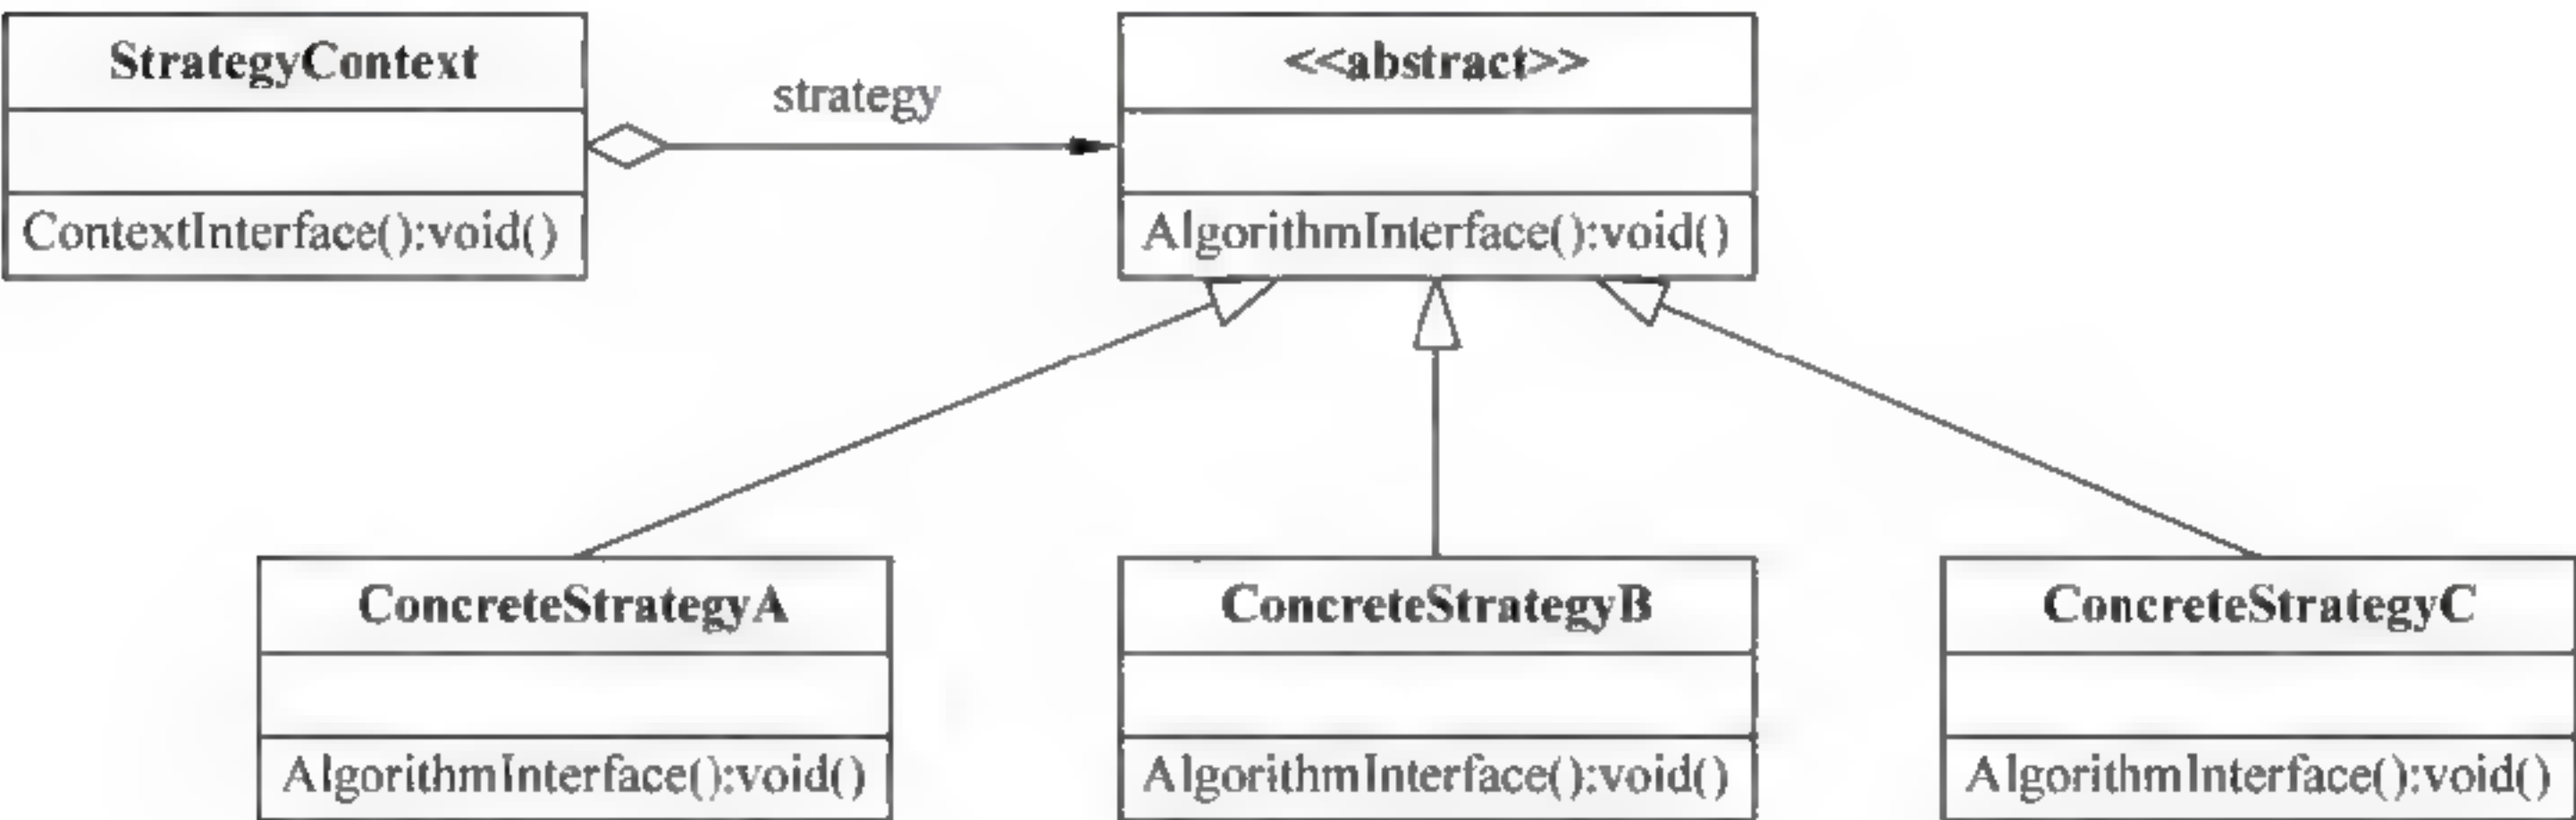 StrategyContext
<<abstract>>
strategy
ContextInterface():void()
AlgorithmInterface():void()
ConcreteStrategyA
ConcreteStrategyB
ConcreteStrategyC
AlgorithmInterface():void()
AlgorithmInterface():void()
AlgorithmInterface():void()